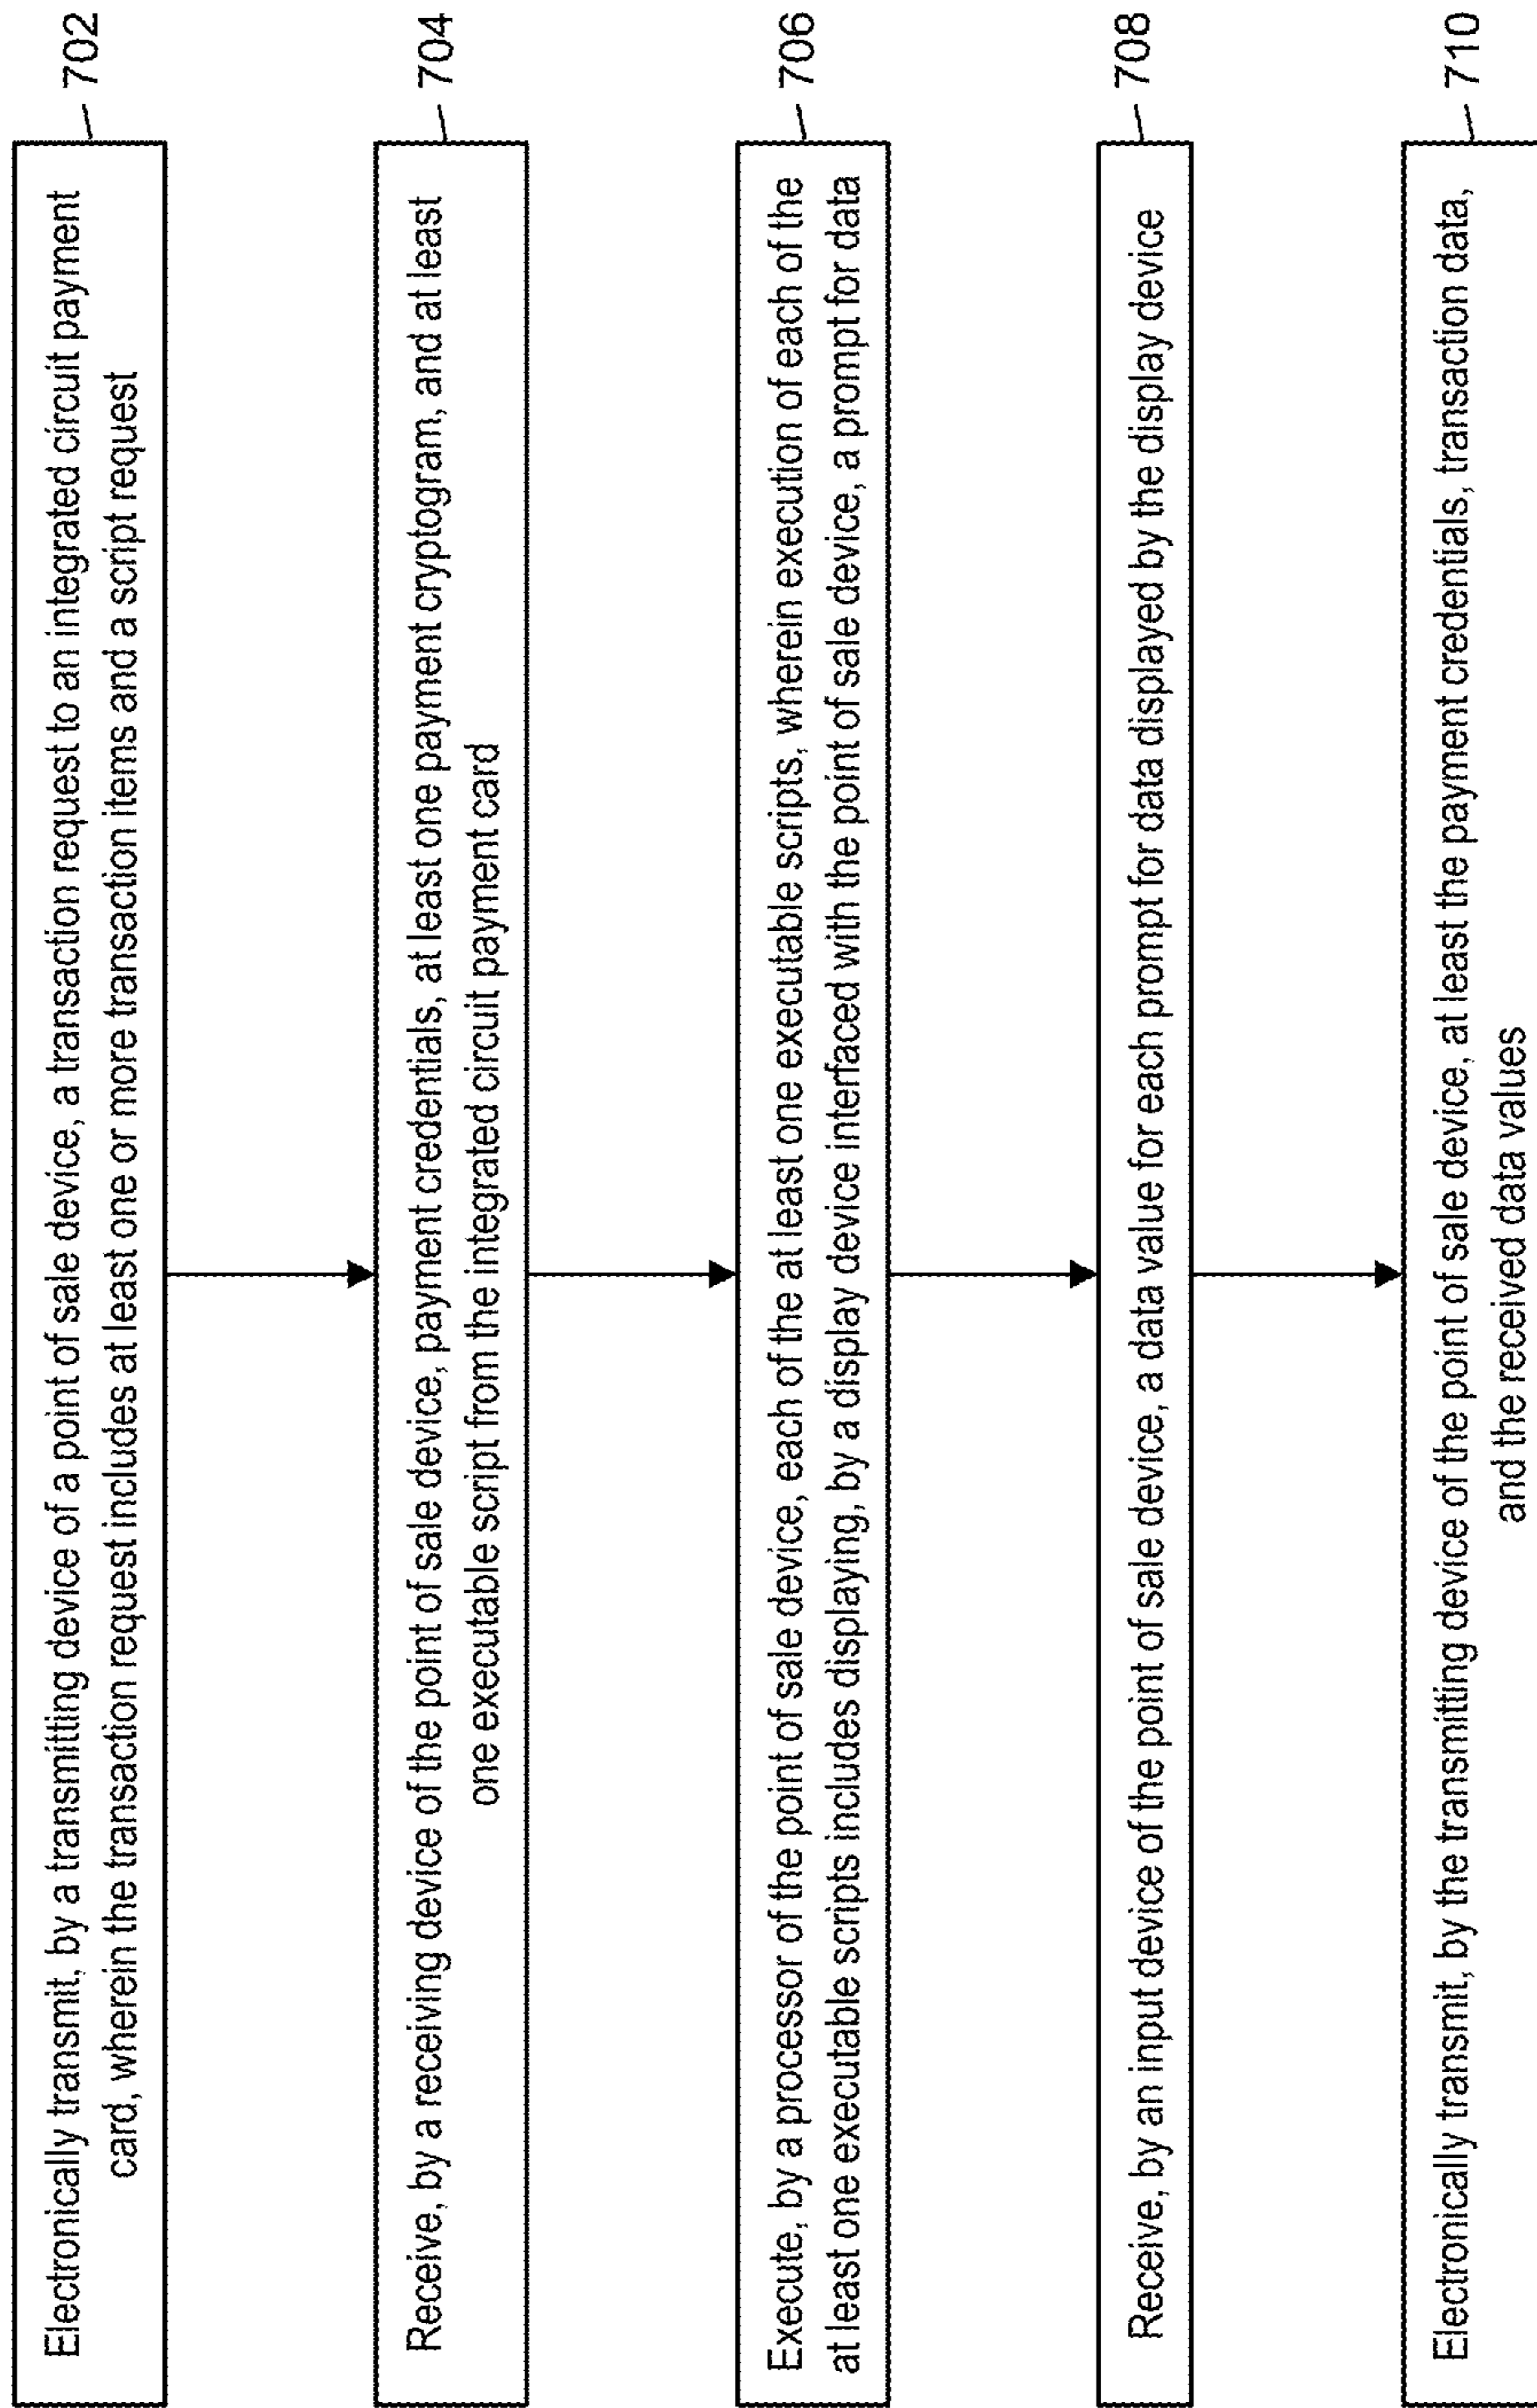 Electronically transmit, by a transmitting device of a point of sale device, a transaction request to an integrated circuit payment
card, wherein the transaction request includes at least one or more transaction items and a script request
702
Receive, by a receiving device of the point of sale device, payment credentials, at least one payment cryptogram, and at least
one executable script from the integrated circuit payment card
704
Execute, by a processor of the point of sale device, each of the at least one executable scripts, wherein execution of each of the
at least one executable scripts includes displaying, by a display device interfaced with the point of sale device, a prompt for data
706
Receive, by an input device of the point of sale device, a data value for each prompt for data displayed by the display device
708
Electronically transmit, by the transmitting device of the point of sale device, at least the payment credentials, transaction data,
and the received data values
710